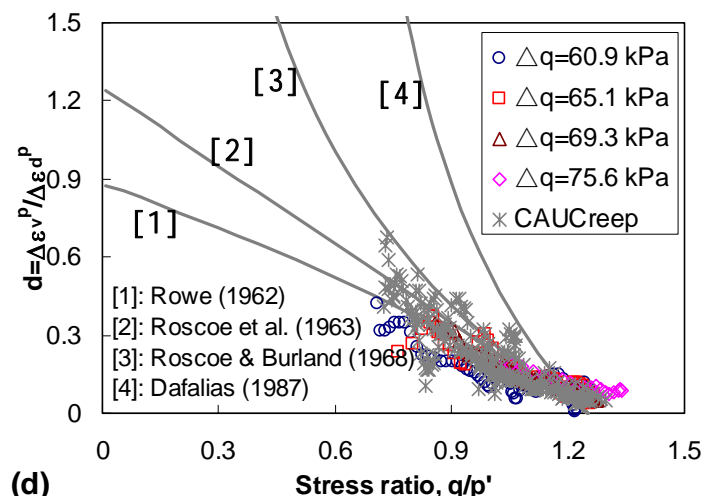 1.5
1.2
0.9
0.6
0.3
0
d=Δεvᵖ/Δεdᵖ
[3]
[4]
[2]
[1]
△q=60.9 kPa
△q=65.1 kPa
△q=69.3 kPa
△q=75.6 kPa
CAUCreep
[1]: Rowe (1962)
[2]: Roscoe et al. (1963)
[3]: Roscoe & Burland (1968)
[4]: Dafalias (1987)
0 0.3 0.6 0.9 1.2 1.5
(d) Stress ratio, q/p'